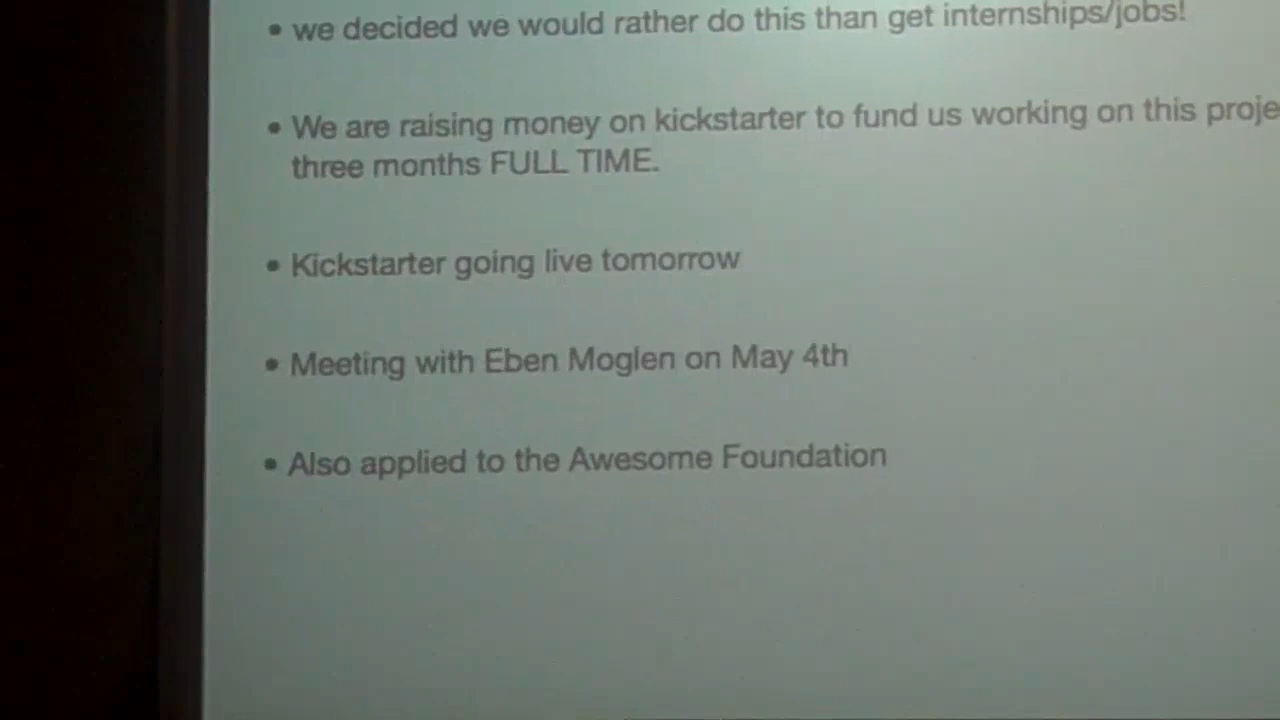 • we decided we would rather do this than get internships/jobs!
• We are raising money on kickstarter to fund us working on this proje
three months FULL TIME.
• Kickstarter going live tomorrow
• Meeting with Eben Moglen on May 4th
• Also applied to the Awesome Foundation